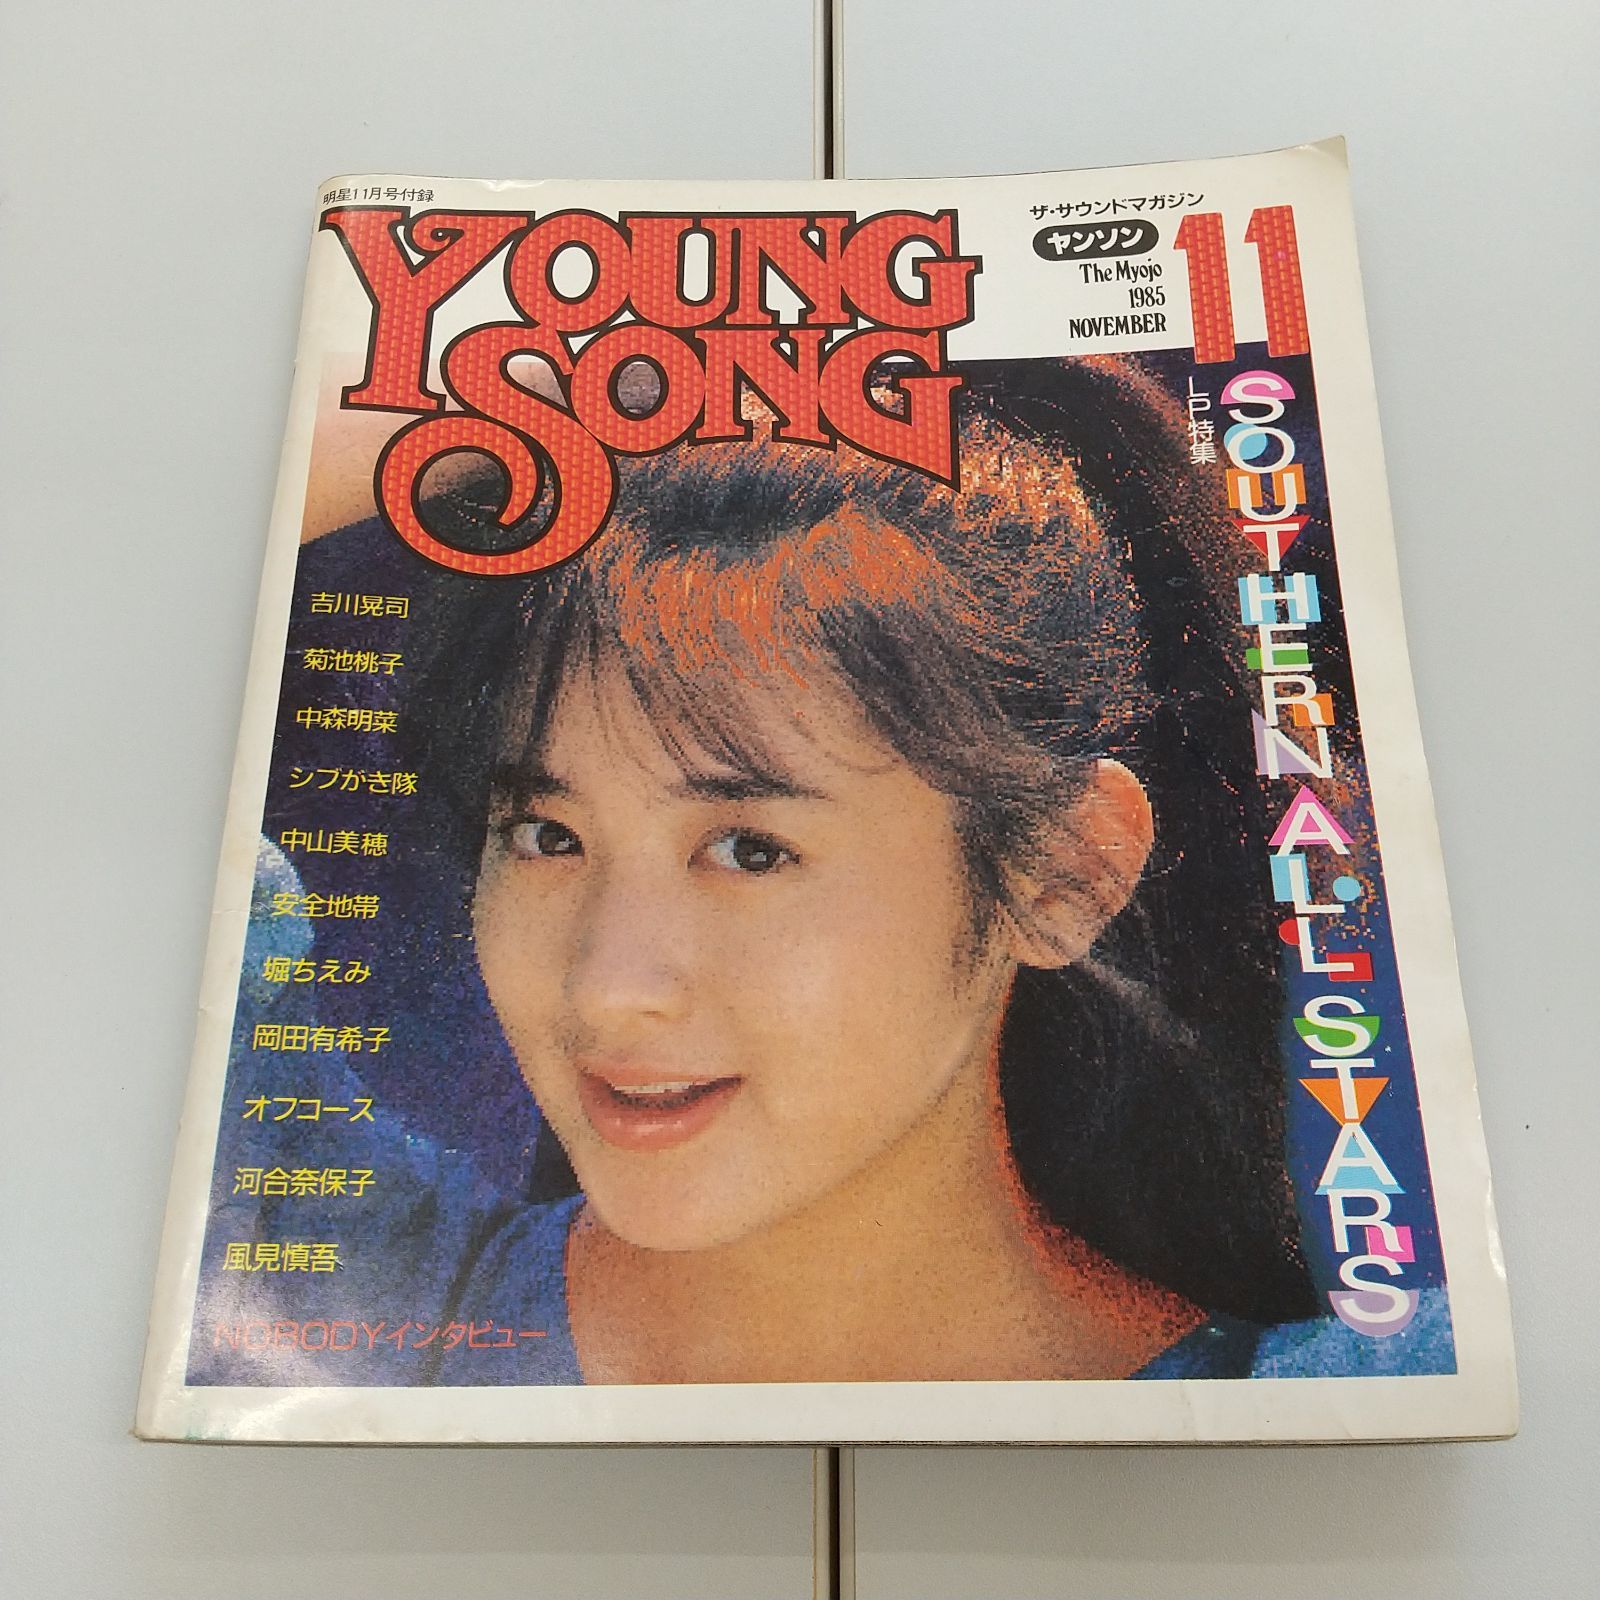 明星11月号付録
YOUNG
SONG
ザ・サウンドマガジン
ヤンソン
The Myojo
1985
NOVEMBER
11
LP特集
SOUTHERN ALL STARS
吉川晃司
菊池桃子
中森明菜
シブがき隊
中山美穂
安全地帯
堀ちえみ
岡田有希子
オフコース
河合奈保子
風見慎吾
NOBODYインタビュー